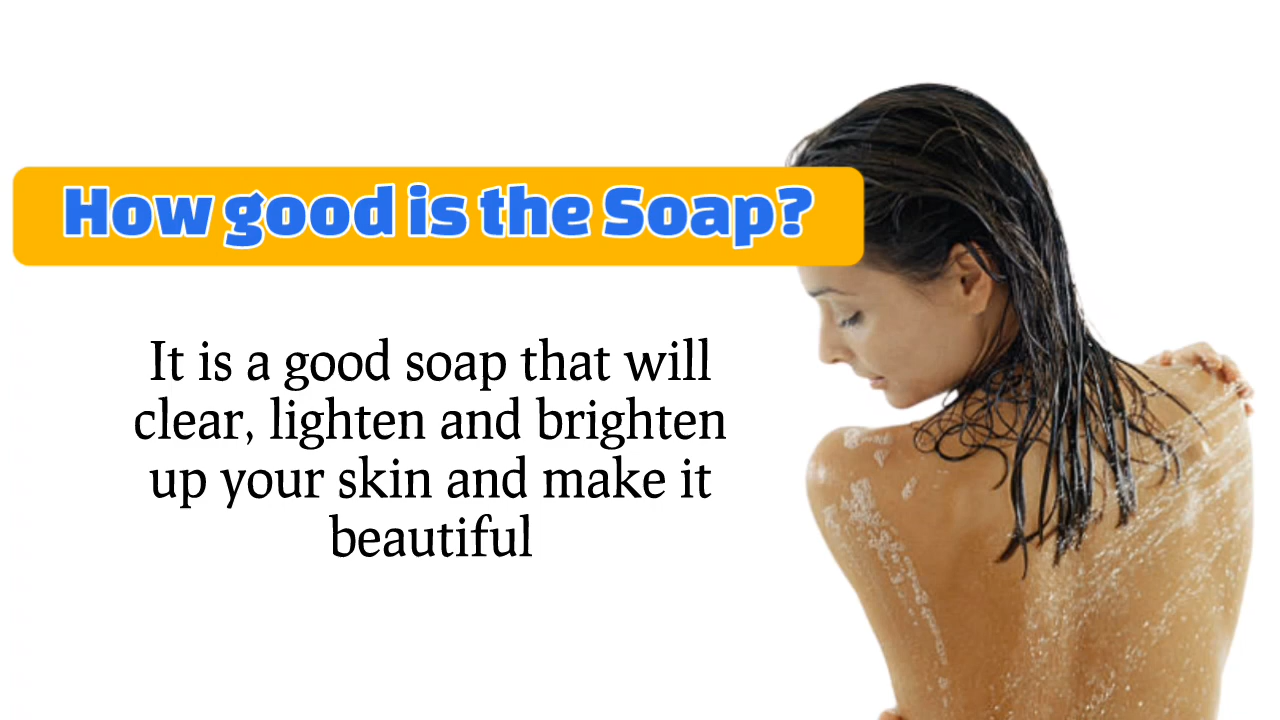 How good is the Soap?
It is a good soap that will
clear, lighten and brighten
up your skin and make it
beautiful